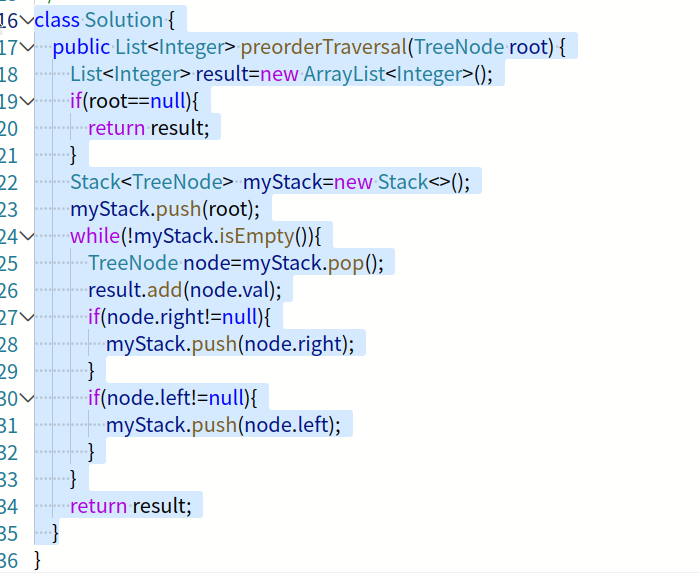 16 class Solution {
17 public List<Integer> preorderTraversal(TreeNode root) {
18 List<Integer> result=new ArrayList<Integer>();
19 if(root==null){
20 return result;
21 }
22 Stack<TreeNode> myStack=new Stack<>();
23 myStack.push(root);
24 while(!myStack.isEmpty()){
25 TreeNode node=myStack.pop();
26 result.add(node.val);
27 if(node.right!=null){
28 myStack.push(node.right);
29 }
30 if(node.left!=null){
31 myStack.push(node.left);
32 }
33 }
34 return result;
35 }
36 }